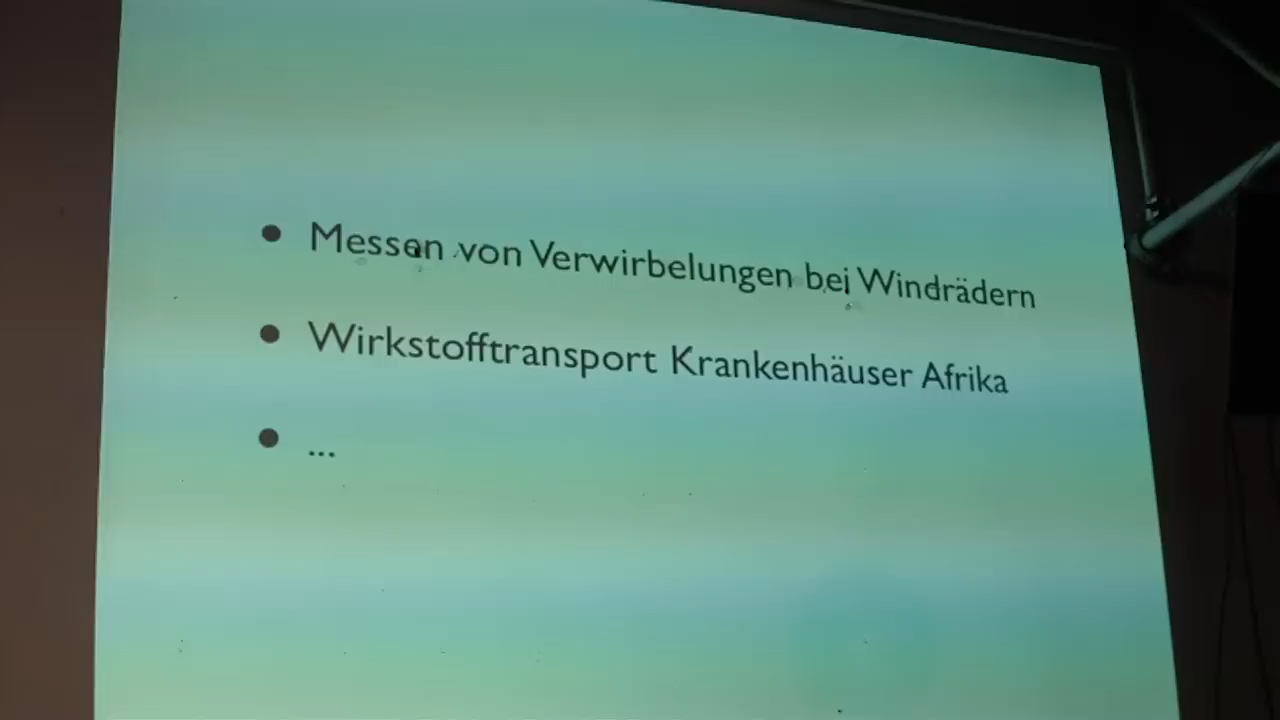 • Messen von Verwirbelungen bei Windrädern
• Wirkstofftransport Krankenhäuser Afrika
• ...